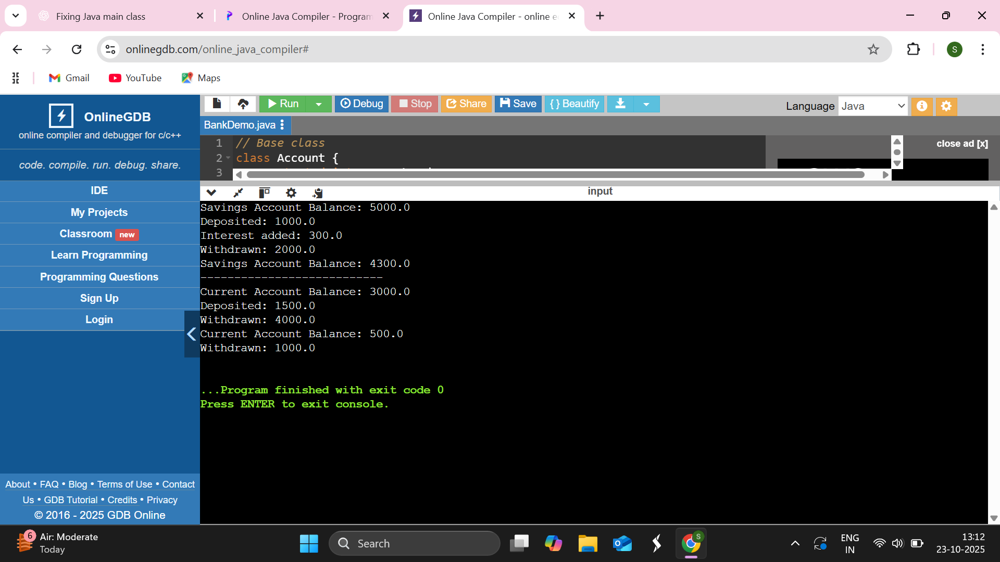 Fixing Java main class
Online Java Compiler - Program
Online Java Compiler - online e
onlinegdb.com/online_java_compiler#
S
Gmail
YouTube
Maps
OnlineGDB
online compiler and debugger for c/c++
code. compile. run. debug. share.
IDE
My Projects
Classroom new
Learn Programming
Programming Questions
Sign Up
Login
About • FAQ • Blog • Terms of Use • Contact
Us • GDB Tutorial • Credits • Privacy
© 2016 - 2025 GDB Online
Run
Debug
Stop
Share
Save
{ } Beautify
Language Java
BankDemo.java
1 // Base class
2 class Account {
3
close ad [x]
input
Savings Account Balance: 5000.0
Deposited: 1000.0
Interest added: 300.0
Withdrawn: 2000.0
Savings Account Balance: 4300.0
---------------------------
Current Account Balance: 3000.0
Deposited: 1500.0
Withdrawn: 4000.0
Current Account Balance: 500.0
Withdrawn: 1000.0
...Program finished with exit code 0
Press ENTER to exit console.
6
Air: Moderate
Today
Search
S
ENG
IN
13:12
23-10-2025